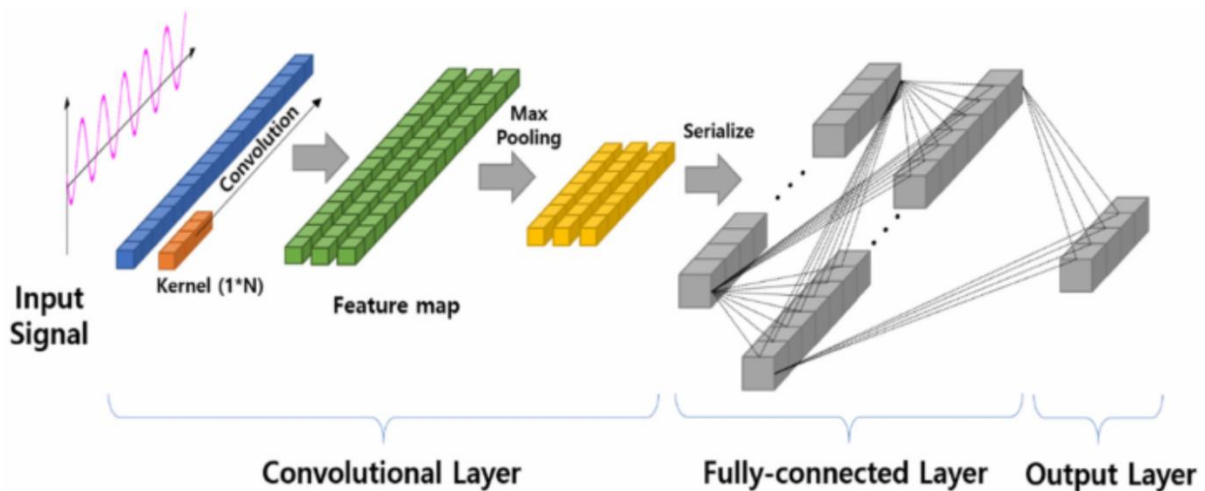 Input
Signal
Convolution
Kernel (1*N)
Feature map
Max
Pooling
Serialize
Convolutional Layer
Fully-connected Layer
Output Layer